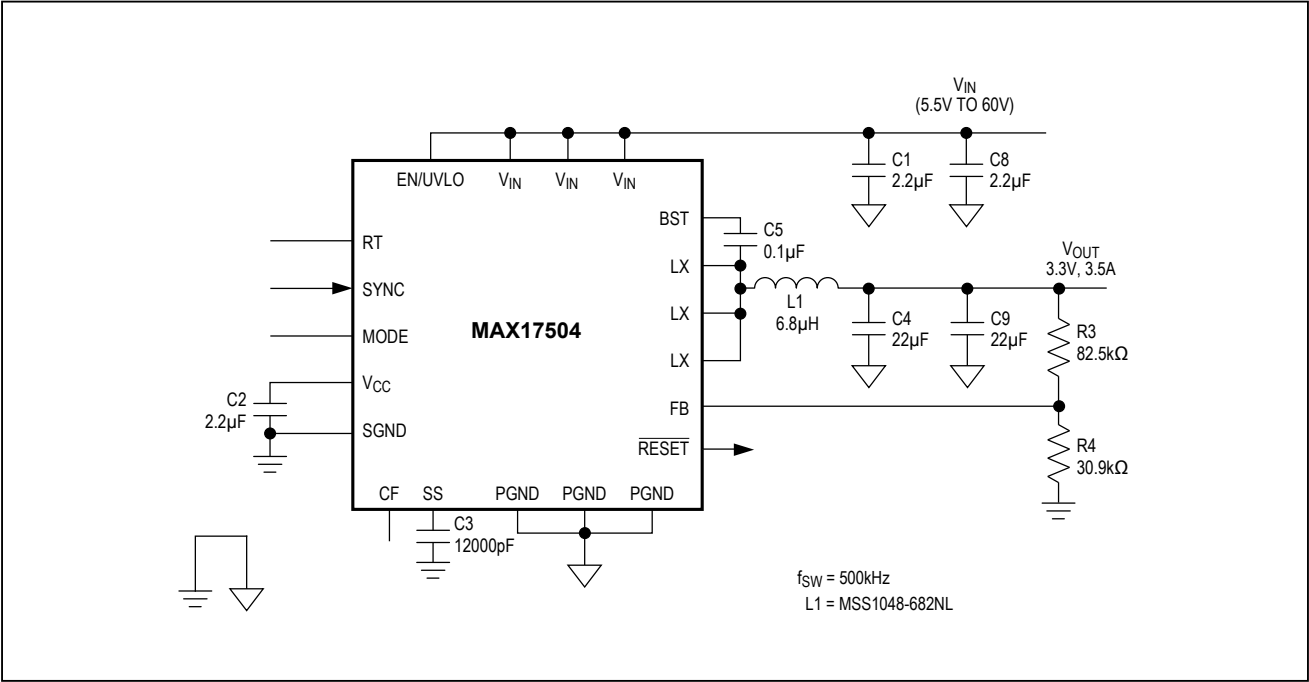 VIN
(5.5V TO 60V)
C1
2.2µF
C8
2.2µF
EN/UVLO
VIN
VIN
VIN
BST
C5
0.1µF
RT
LX
VOUT
3.3V, 3.5A
SYNC
L1
6.8µH
MAX17504
MODE
LX
C4
22µF
C9
22µF
R3
82.5kΩ
VCC
LX
C2
2.2µF
FB
SGND
RESET
R4
30.9kΩ
CF
SS
PGND
PGND
PGND
C3
12000pF
fSW = 500kHz
L1 = MSS1048-682NL